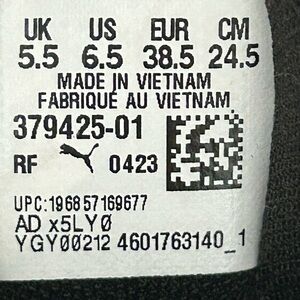 UK US EUR CM
5.5 6.5 38.5 24.5
MADE IN VIETNAM
FABRIQUÉ AU VIETNAM
379425-01
RF 0423
UPC:196857169677
AD x5LY0
YGY00212 4601763140_1